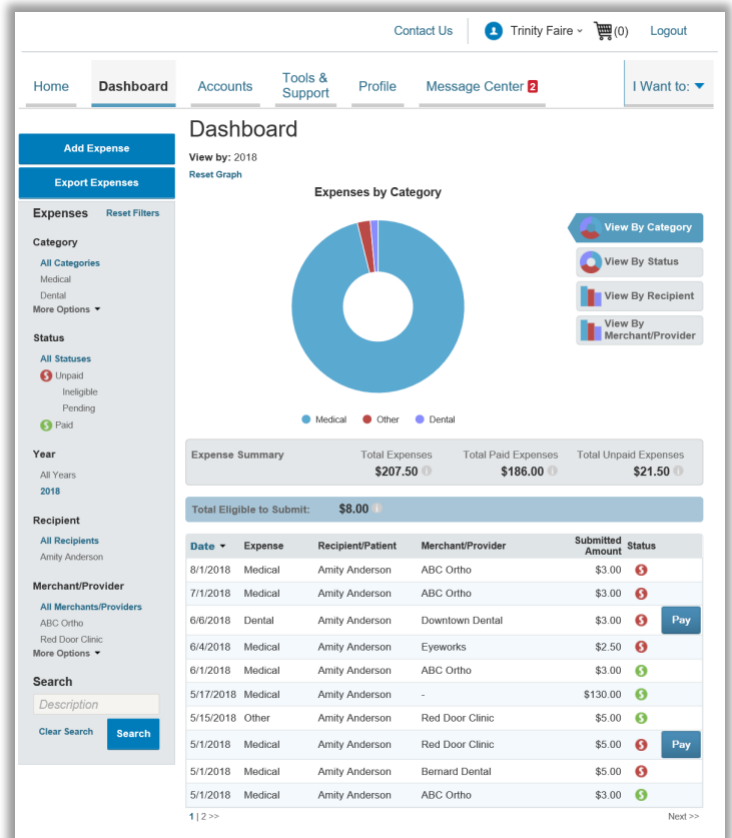 Contact Us
1 Trinity Faire (0) Logout
Home Dashboard Accounts Tools & Support Profile Message Center 2 I Want to:
Dashboard
View by: 2018
Reset Graph
Add Expense
Export Expenses
Expenses Reset Filters
Category
All Categories
Medical
Dental
More Options
Status
All Statuses
Unpaid
Ineligible
Pending
Paid
Year
All Years
2018
Recipient
All Recipients
Amity Anderson
Merchant/Provider
All Merchants/Providers
ABC Ortho
Red Door Clinic
More Options
Search
Description
Clear Search Search
Expenses by Category
Medical Other Dental
View By Category
View By Status
View By Recipient
View By
Merchant/Provider
Expense Summary Total Expenses Total Paid Expenses Total Unpaid Expenses
$207.50 $186.00 $21.50
Total Eligible to Submit: $8.00
Date Expense Recipient/Patient Merchant/Provider Submitted Amount Status
8/1/2018 Medical Amity Anderson ABC Ortho $3.00
7/1/2018 Medical Amity Anderson ABC Ortho $3.00
6/6/2018 Dental Amity Anderson Downtown Dental $3.00 Pay
6/4/2018 Medical Amity Anderson Eyeworks $2.50
6/1/2018 Medical Amity Anderson ABC Ortho $3.00
5/17/2018 Medical Amity Anderson - $130.00
5/15/2018 Other Amity Anderson Red Door Clinic $5.00
5/1/2018 Medical Amity Anderson Red Door Clinic $5.00 Pay
5/1/2018 Medical Amity Anderson Bernard Dental $5.00
5/1/2018 Medical Amity Anderson ABC Ortho $3.00
1 | 2 >> Next >>